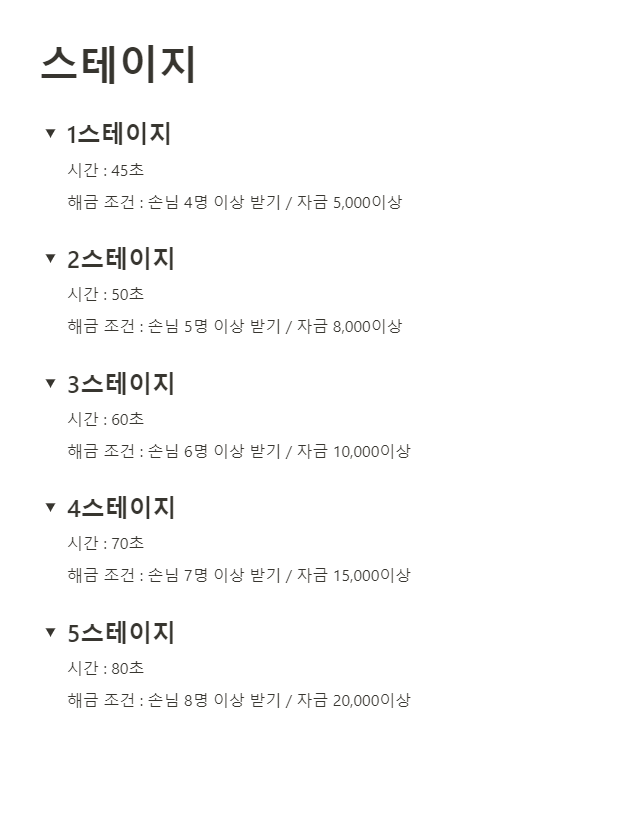 스테이지
1스테이지
시간 : 45초
해금 조건 : 손님 4명 이상 받기 / 자금 5,000이상
2스테이지
시간 : 50초
해금 조건 : 손님 5명 이상 받기 / 자금 8,000이상
3스테이지
시간 : 60초
해금 조건 : 손님 6명 이상 받기 / 자금 10,000이상
4스테이지
시간 : 70초
해금 조건 : 손님 7명 이상 받기 / 자금 15,000이상
5스테이지
시간 : 80초
해금 조건 : 손님 8명 이상 받기 / 자금 20,000이상